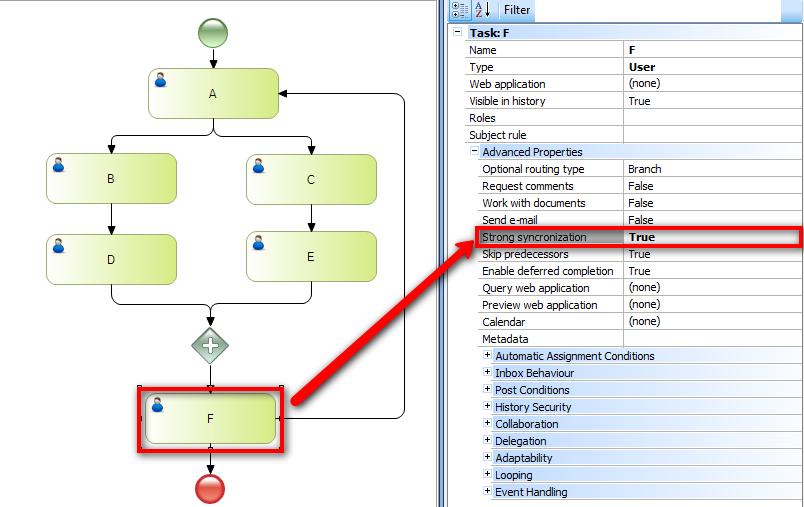 A
B
C
D
E
F
Filter
Task: F
Name F
Type User
Web application (none)
Visible in history True
Roles
Subject rule
Advanced Properties
Optional routing type Branch
Request comments False
Work with documents False
Send e-mail False
Strong syncronization True
Skip predecessors True
Enable deferred completion True
Query web application (none)
Preview web application (none)
Calendar (none)
Metadata
Automatic Assignment Conditions
Inbox Behaviour
Post Conditions
History Security
Collaboration
Delegation
Adaptability
Looping
Event Handling